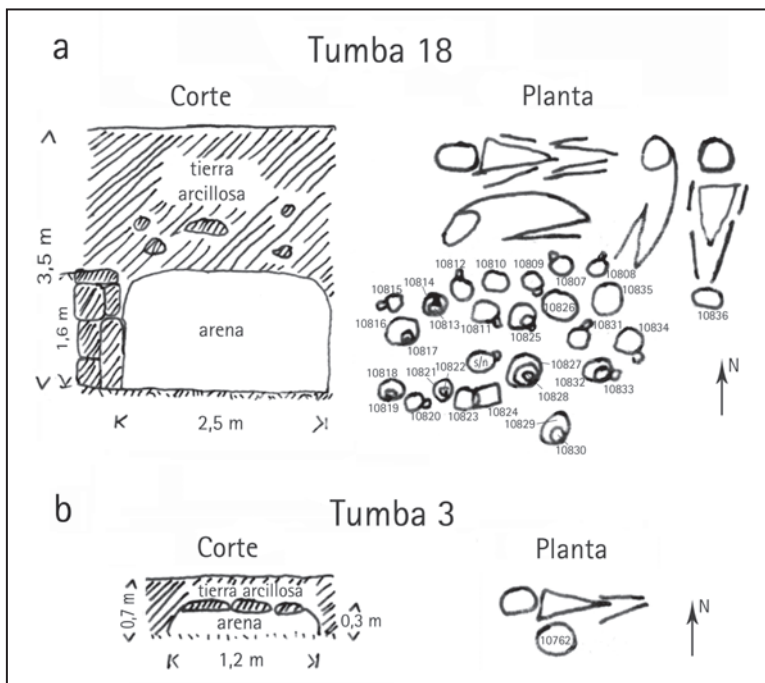 a
Tumba 18
Corte
Planta
tierra
arcillosa
3,5 m
1,6 m
arena
2,5 m
10812
10810
10809
10807
10808
10815
10814
10826
10835
10836
10816
10813
10811
10825
10831
10834
10817
10818
10821
10822
s/n
10827
10832
10833
10828
10819
10820
10823
10824
10829
10830
N
b
Tumba 3
Corte
Planta
tierra arcillosa
0,7 m
arena
0,3 m
1,2 m
10762
N